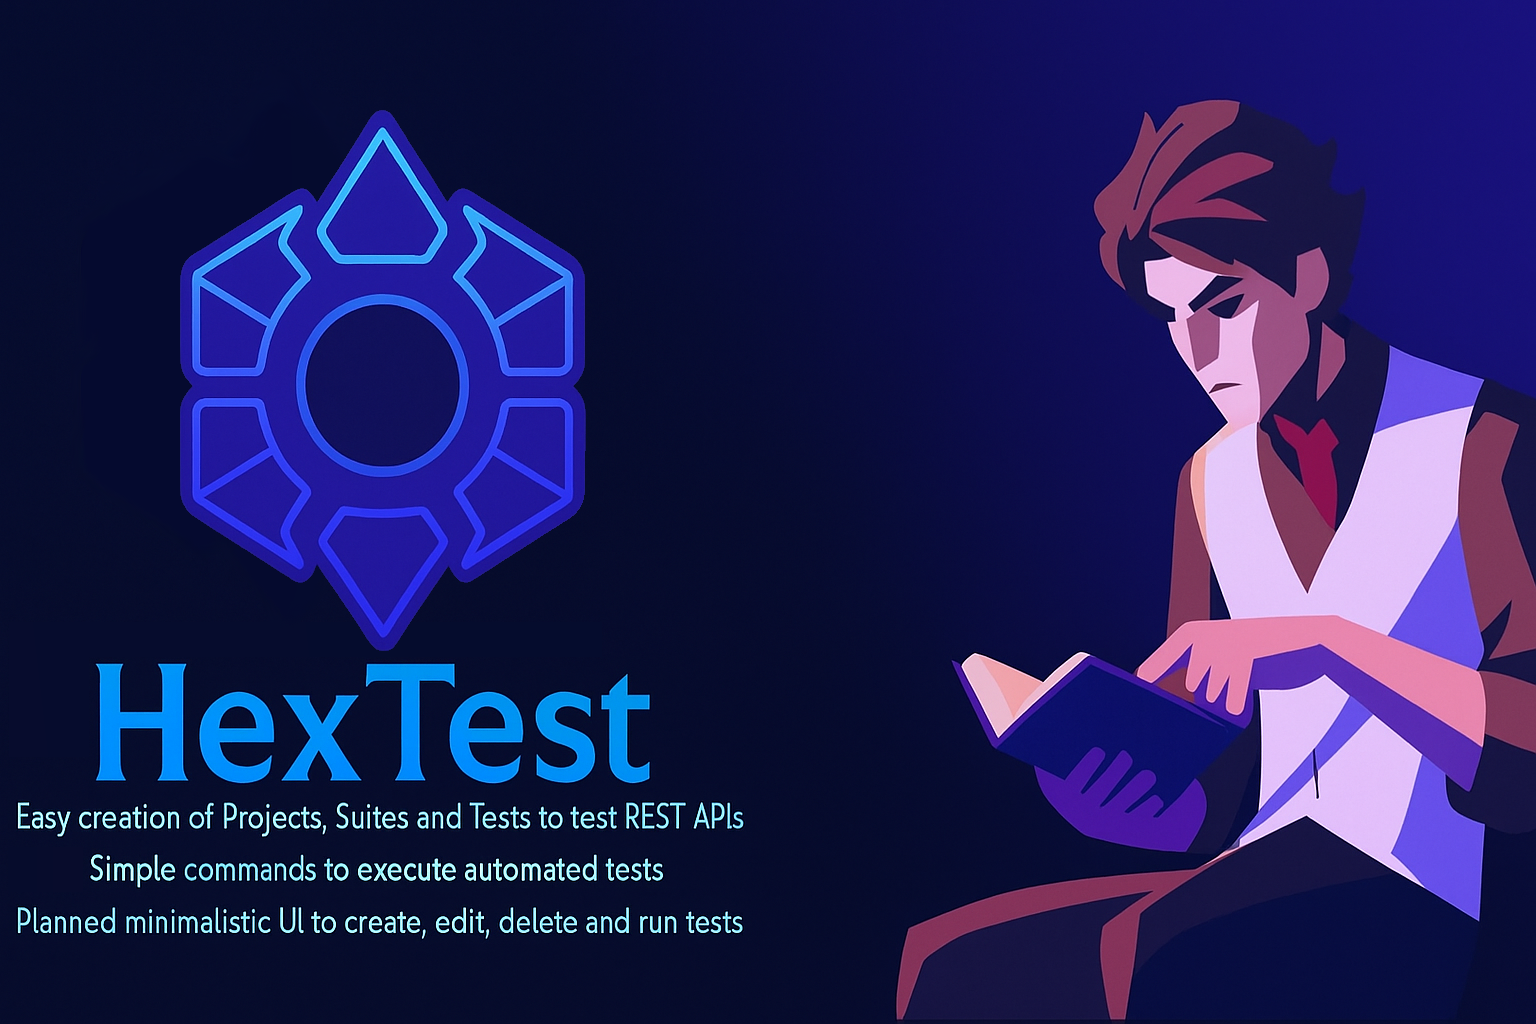 HexTest
Easy creation of Projects, Suites and Tests to test REST APIs
Simple commands to execute automated tests
Planned minimalistic UI to create, edit, delete and run tests